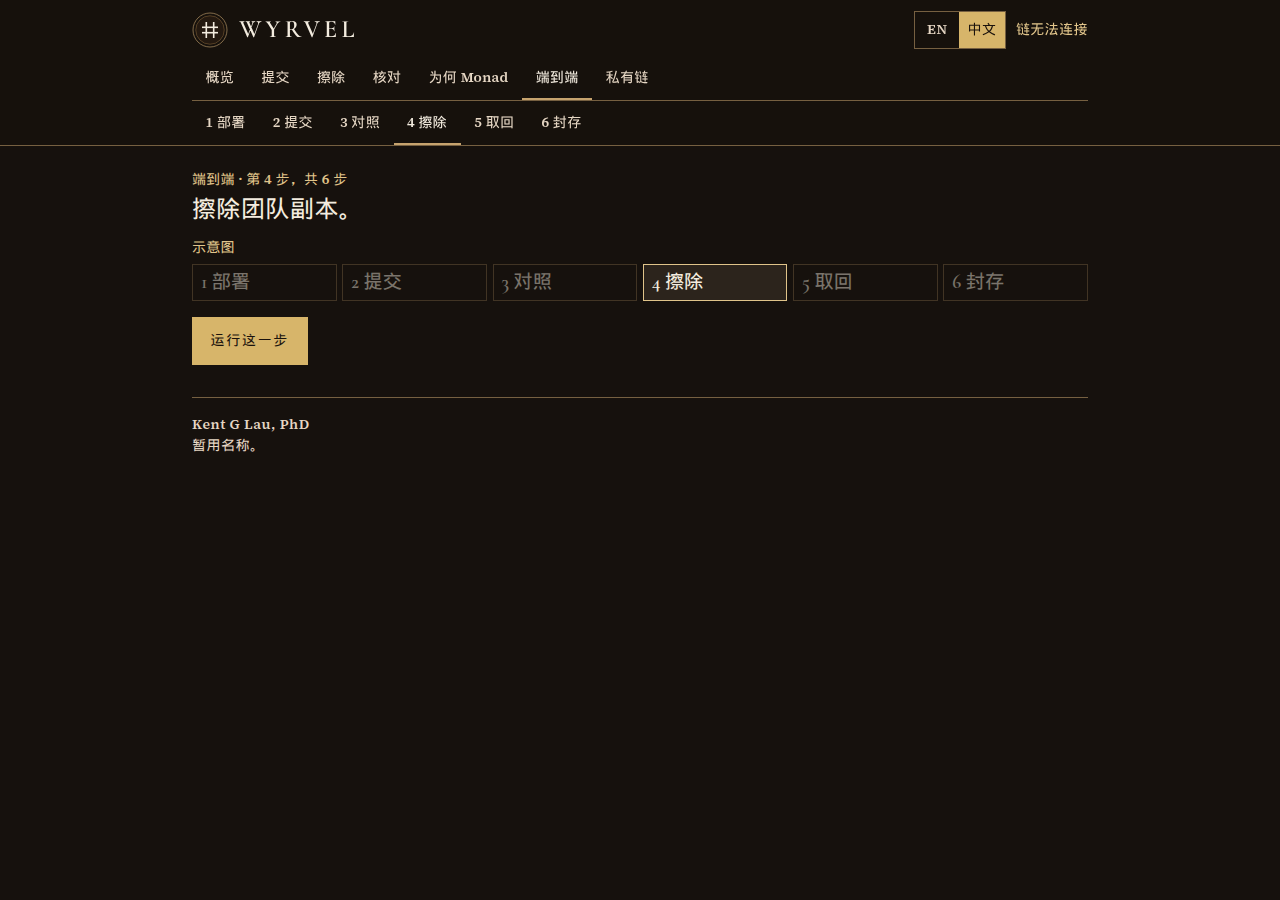 WYRVEL
EN 中文 链无法连接
概览 提交 擦除 核对 为何 Monad 端到端 私有链
1 部署 2 提交 3 对照 4 擦除 5 取回 6 封存
端到端 · 第 4 步，共 6 步
擦除团队副本。
示意图
1 部署 2 提交 3 对照 4 擦除 5 取回 6 封存
运行这一步
Kent G Lau, PhD
暂用名称。